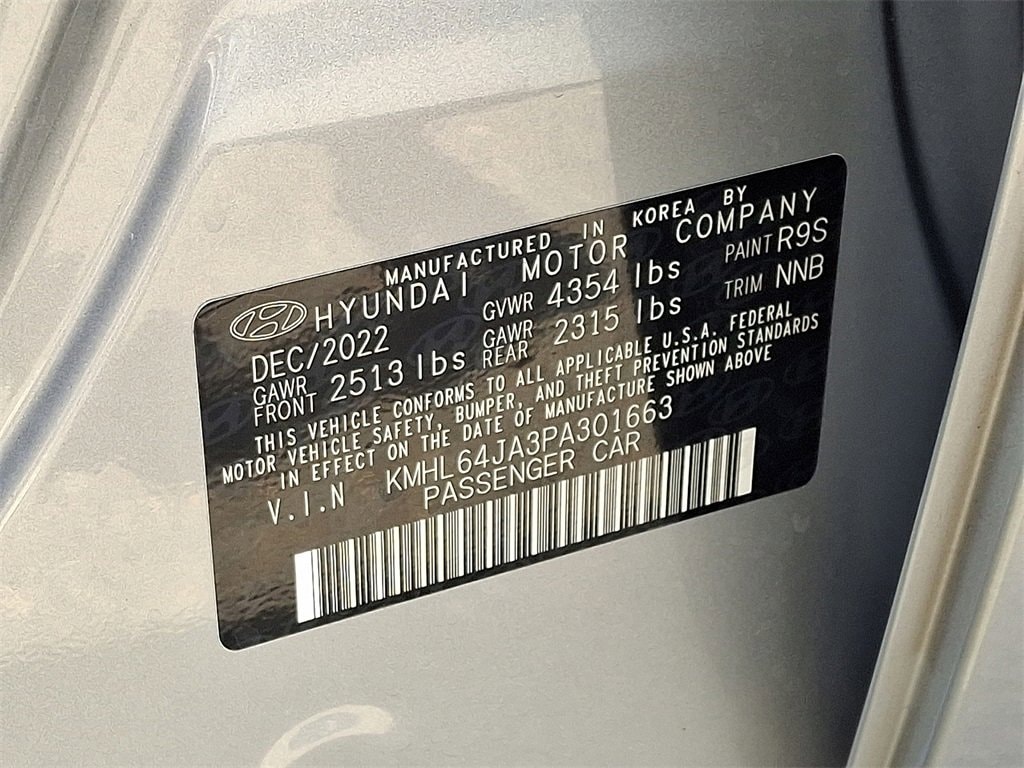 MANUFACTURED IN KOREA BY
HYUNDAI MOTOR COMPANY
DEC/2022 GVWR 4354 lbs PAINT R9S
GAWR FRONT 2513 lbs GAWR REAR 2315 lbs TRIM NNB
THIS VEHICLE CONFORMS TO ALL APPLICABLE U.S.A. FEDERAL
MOTOR VEHICLE SAFETY, BUMPER, AND THEFT PREVENTION STANDARDS
IN EFFECT ON THE DATE OF MANUFACTURE SHOWN ABOVE
V.I.N KMHL64JA3PA301663
PASSENGER CAR